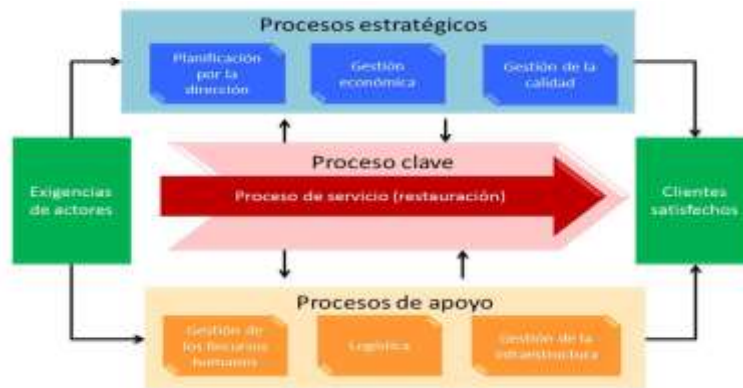 Procesos estratégicos
Planificación
por la
dirección
Gestión
económica
Gestión de la
calidad
Exigencias
de actores
Proceso clave
Proceso de servicio (restauración)
Clientes
satisfechos
Procesos de apoyo
Gestión de
los Recursos
humanos
Logística
Gestión de la
infraestructura